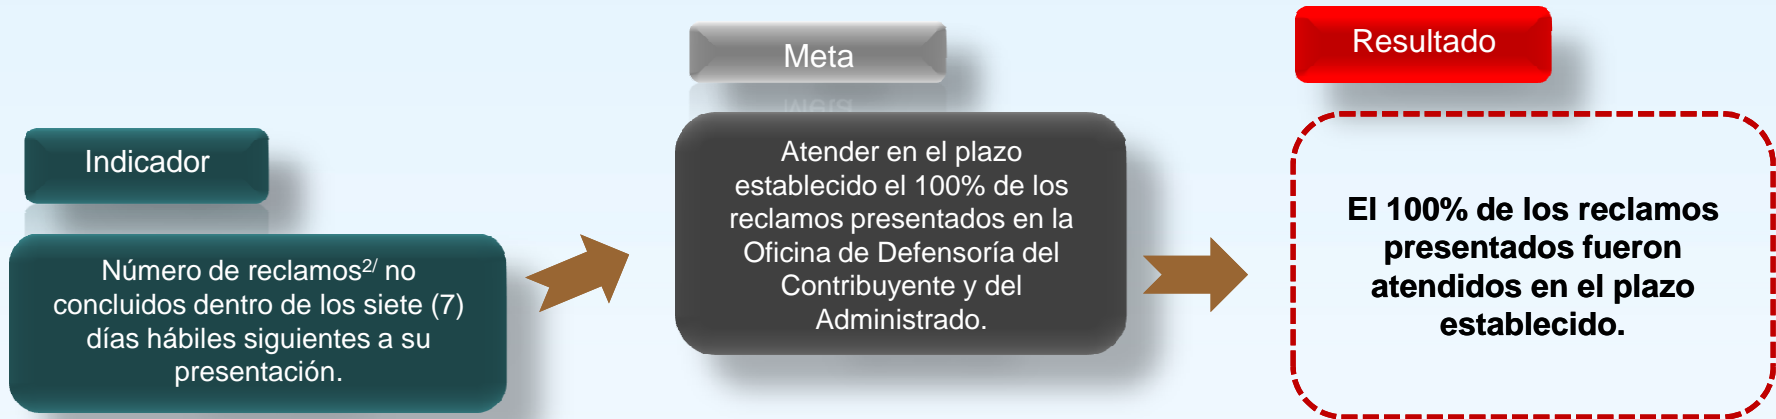 Indicador
Número de reclamos2/ no
concluidos dentro de los siete (7)
días hábiles siguientes a su
presentación.
Meta
Atender en el plazo
establecido el 100% de los
reclamos presentados en la
Oficina de Defensoría del
Contribuyente y del
Administrado.
Resultado
El 100% de los reclamos
presentados fueron
atendidos en el plazo
establecido.